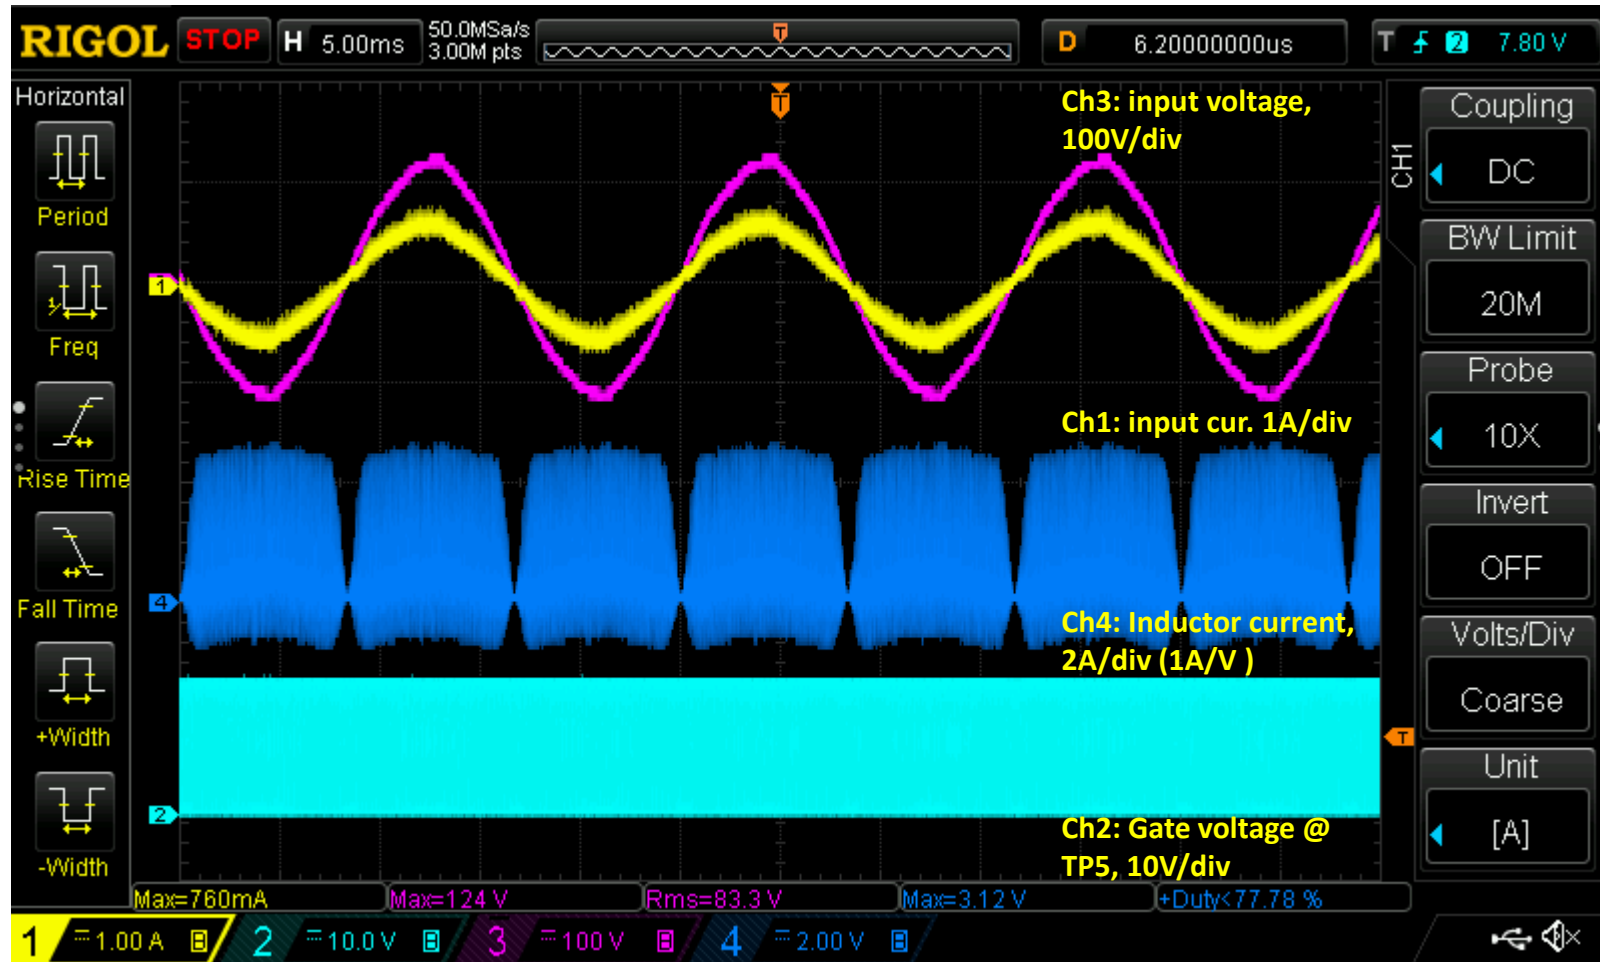 RIGOL STOP H 5.00ms 50.0MSa/s D 6.20000000us T 2 7.80 V
3.00M pts
Horizontal
Period
Freq
Rise Time
Fall Time
+Width
-Width
T
Ch3: input voltage,
100V/div
1
Ch1: input cur. 1A/div
4
Ch4: Inductor current,
2A/div (1A/V )
T
2
Ch2: Gate voltage @
TP5, 10V/div
CH1
Coupling
DC
BW Limit
20M
Probe
10X
Invert
OFF
Volts/Div
Coarse
Unit
[A]
Max=760mA Max=124 V Rms=83.3 V Max=3.12 V +Duty<77.78 %
1 1.00 A B 2 10.0 V B 3 100 V B 4 2.00 V B